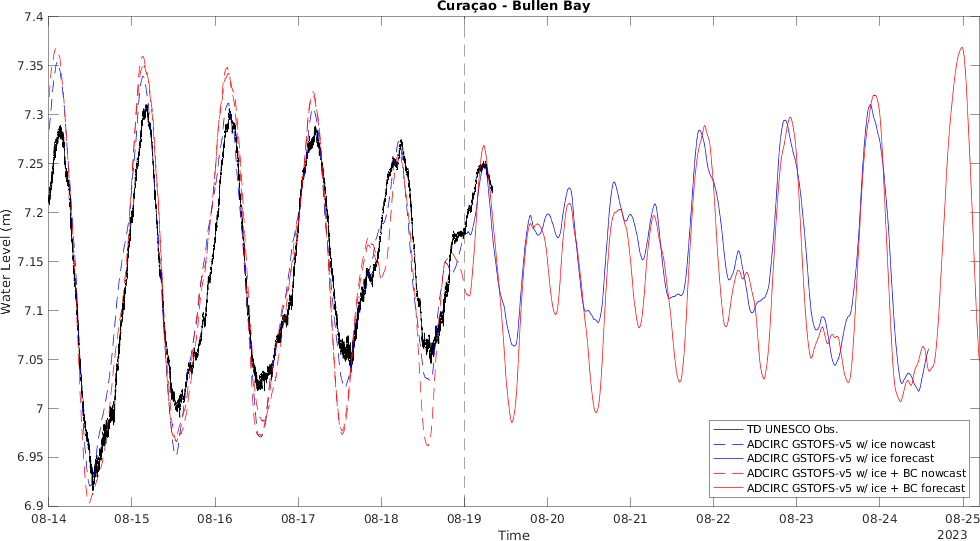 Curaçao - Bullen Bay
7.4
7.35
7.3
7.25
7.2
7.15
7.1
7.05
7
6.95
6.9
Water Level (m)
TD UNESCO Obs.
ADCIRC GSTOFS-v5 w/ ice nowcast
ADCIRC GSTOFS-v5 w/ ice forecast
ADCIRC GSTOFS-v5 w/ ice + BC nowcast
ADCIRC GSTOFS-v5 w/ ice + BC forecast
08-14 08-15 08-16 08-17 08-18 08-19 08-20 08-21 08-22 08-23 08-24 08-25
Time
2023